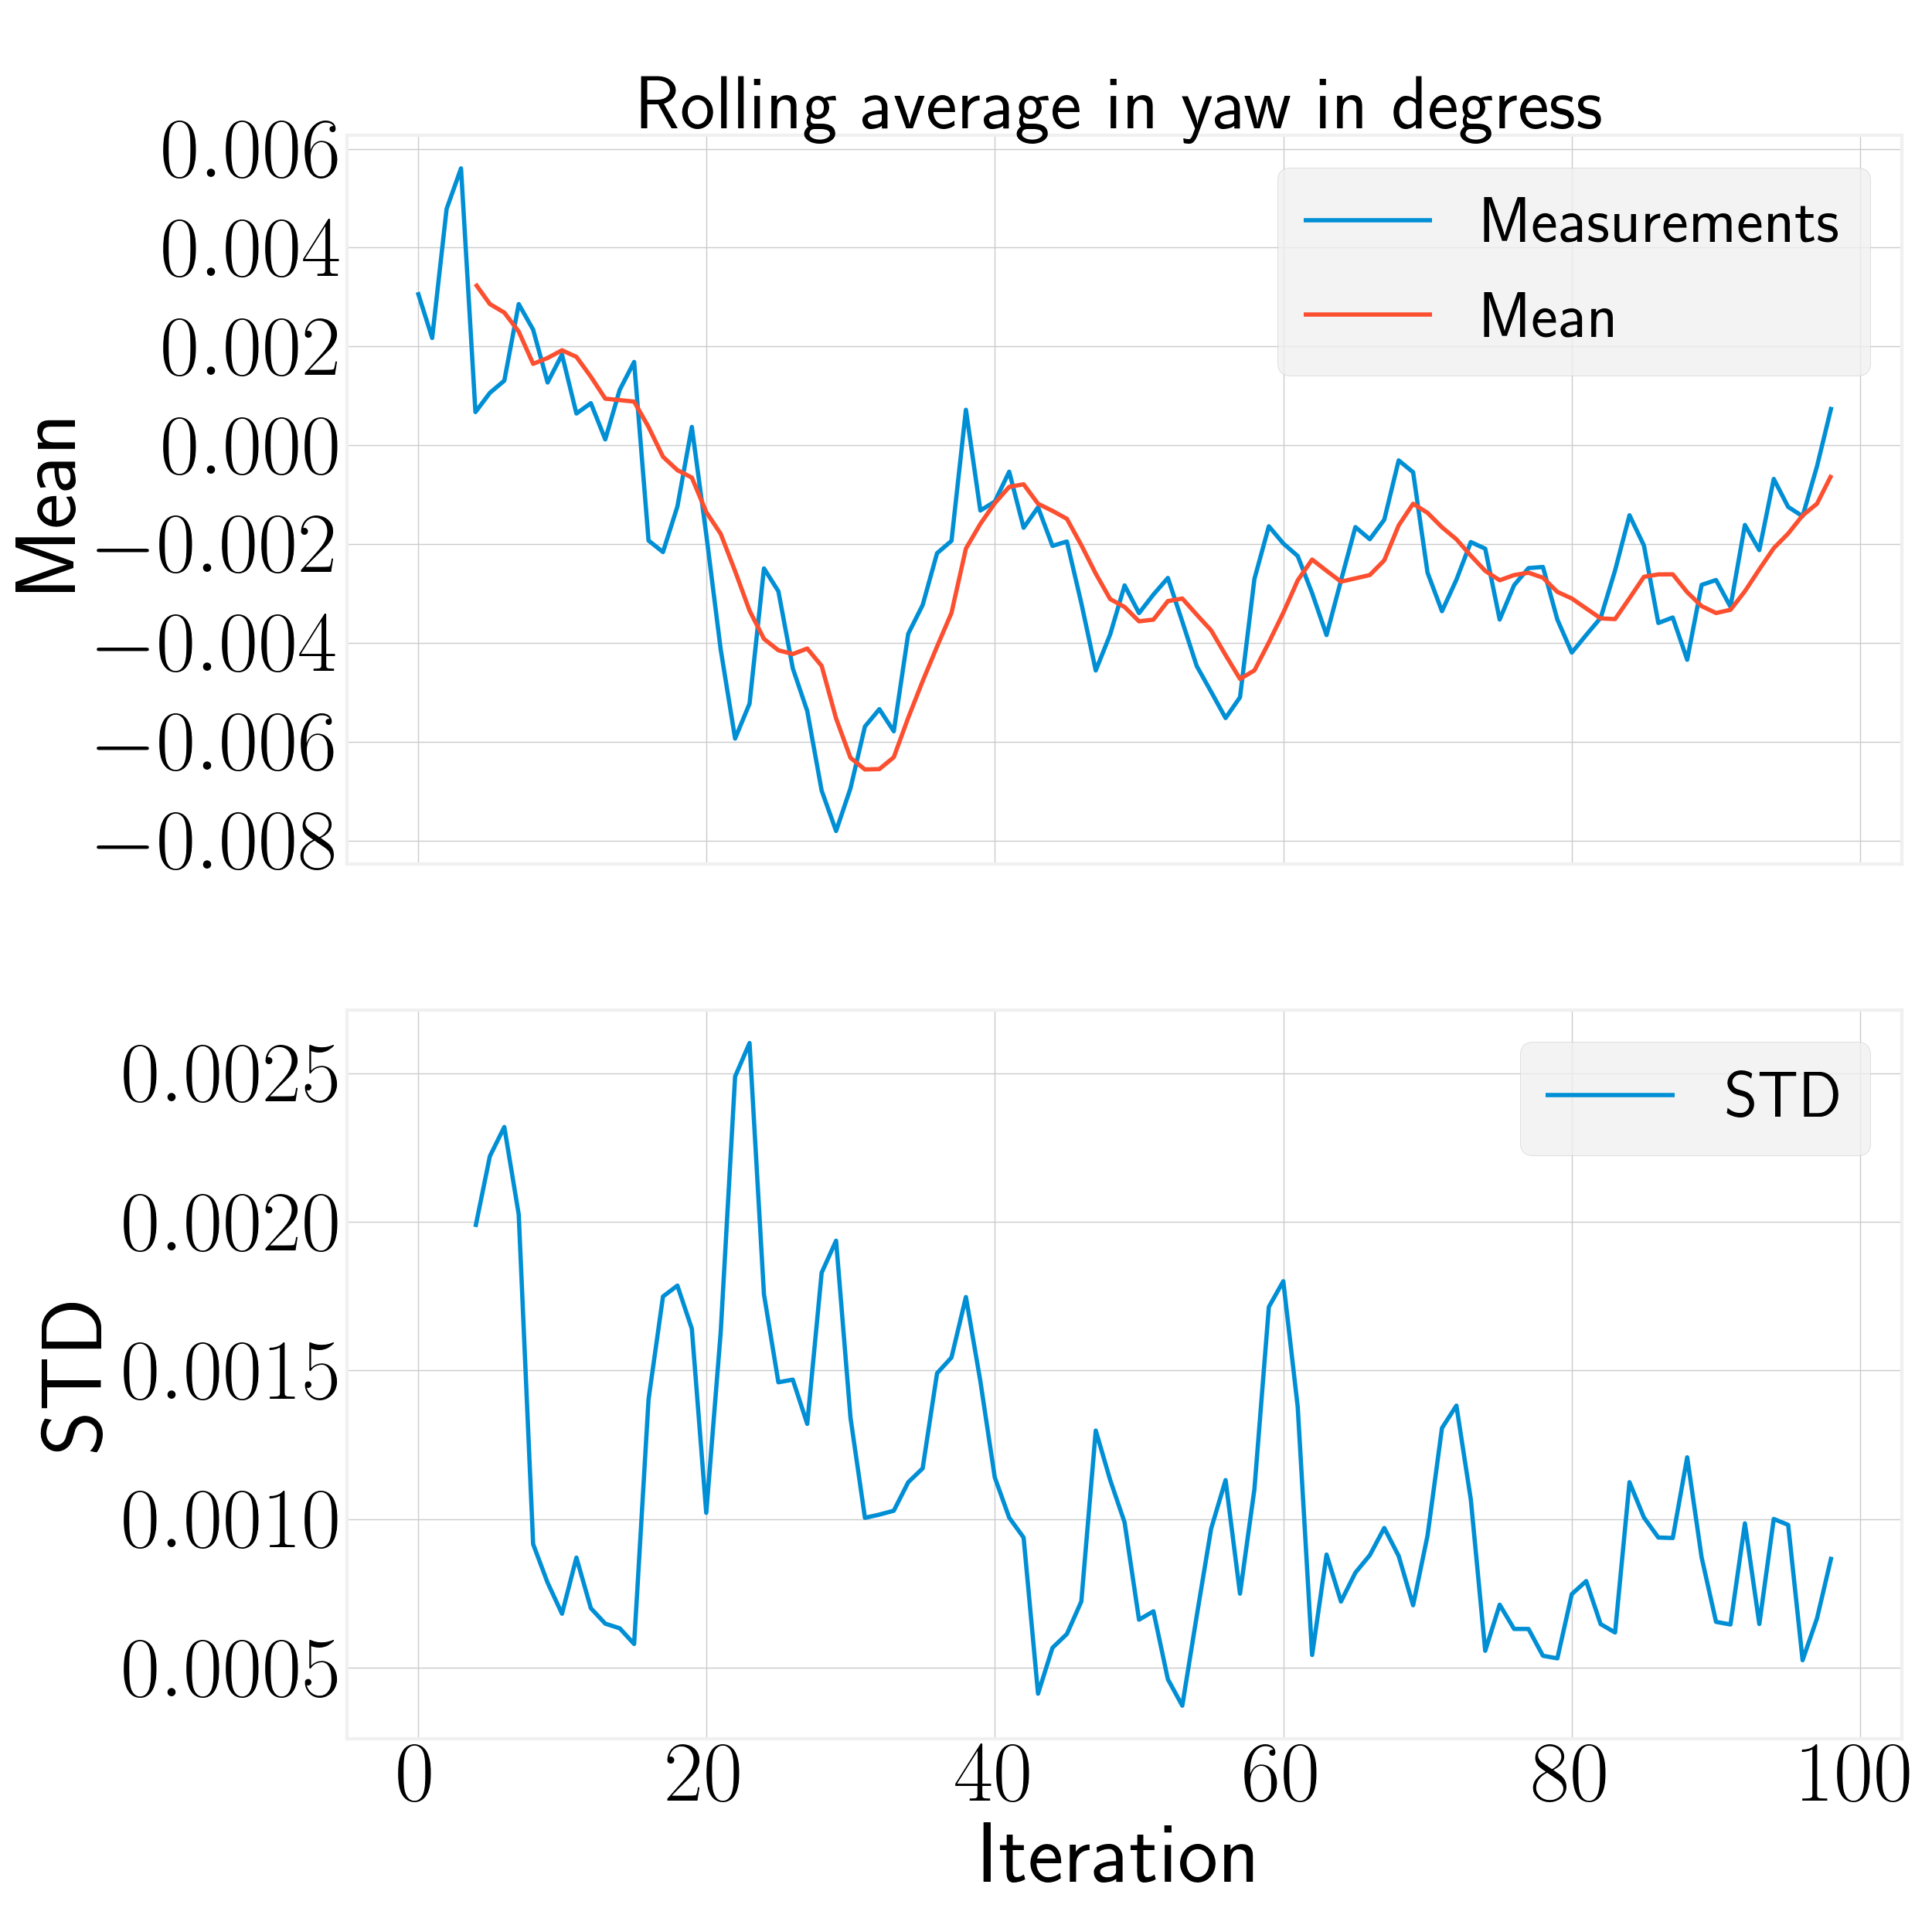 Rolling average in yaw in degress
0.006
0.004
0.002
0.000
−0.002
−0.004
−0.006
−0.008
Mean
Measurements
Mean
0.0025
0.0020
0.0015
0.0010
0.0005
STD
STD
0 20 40 60 80 100
Iteration